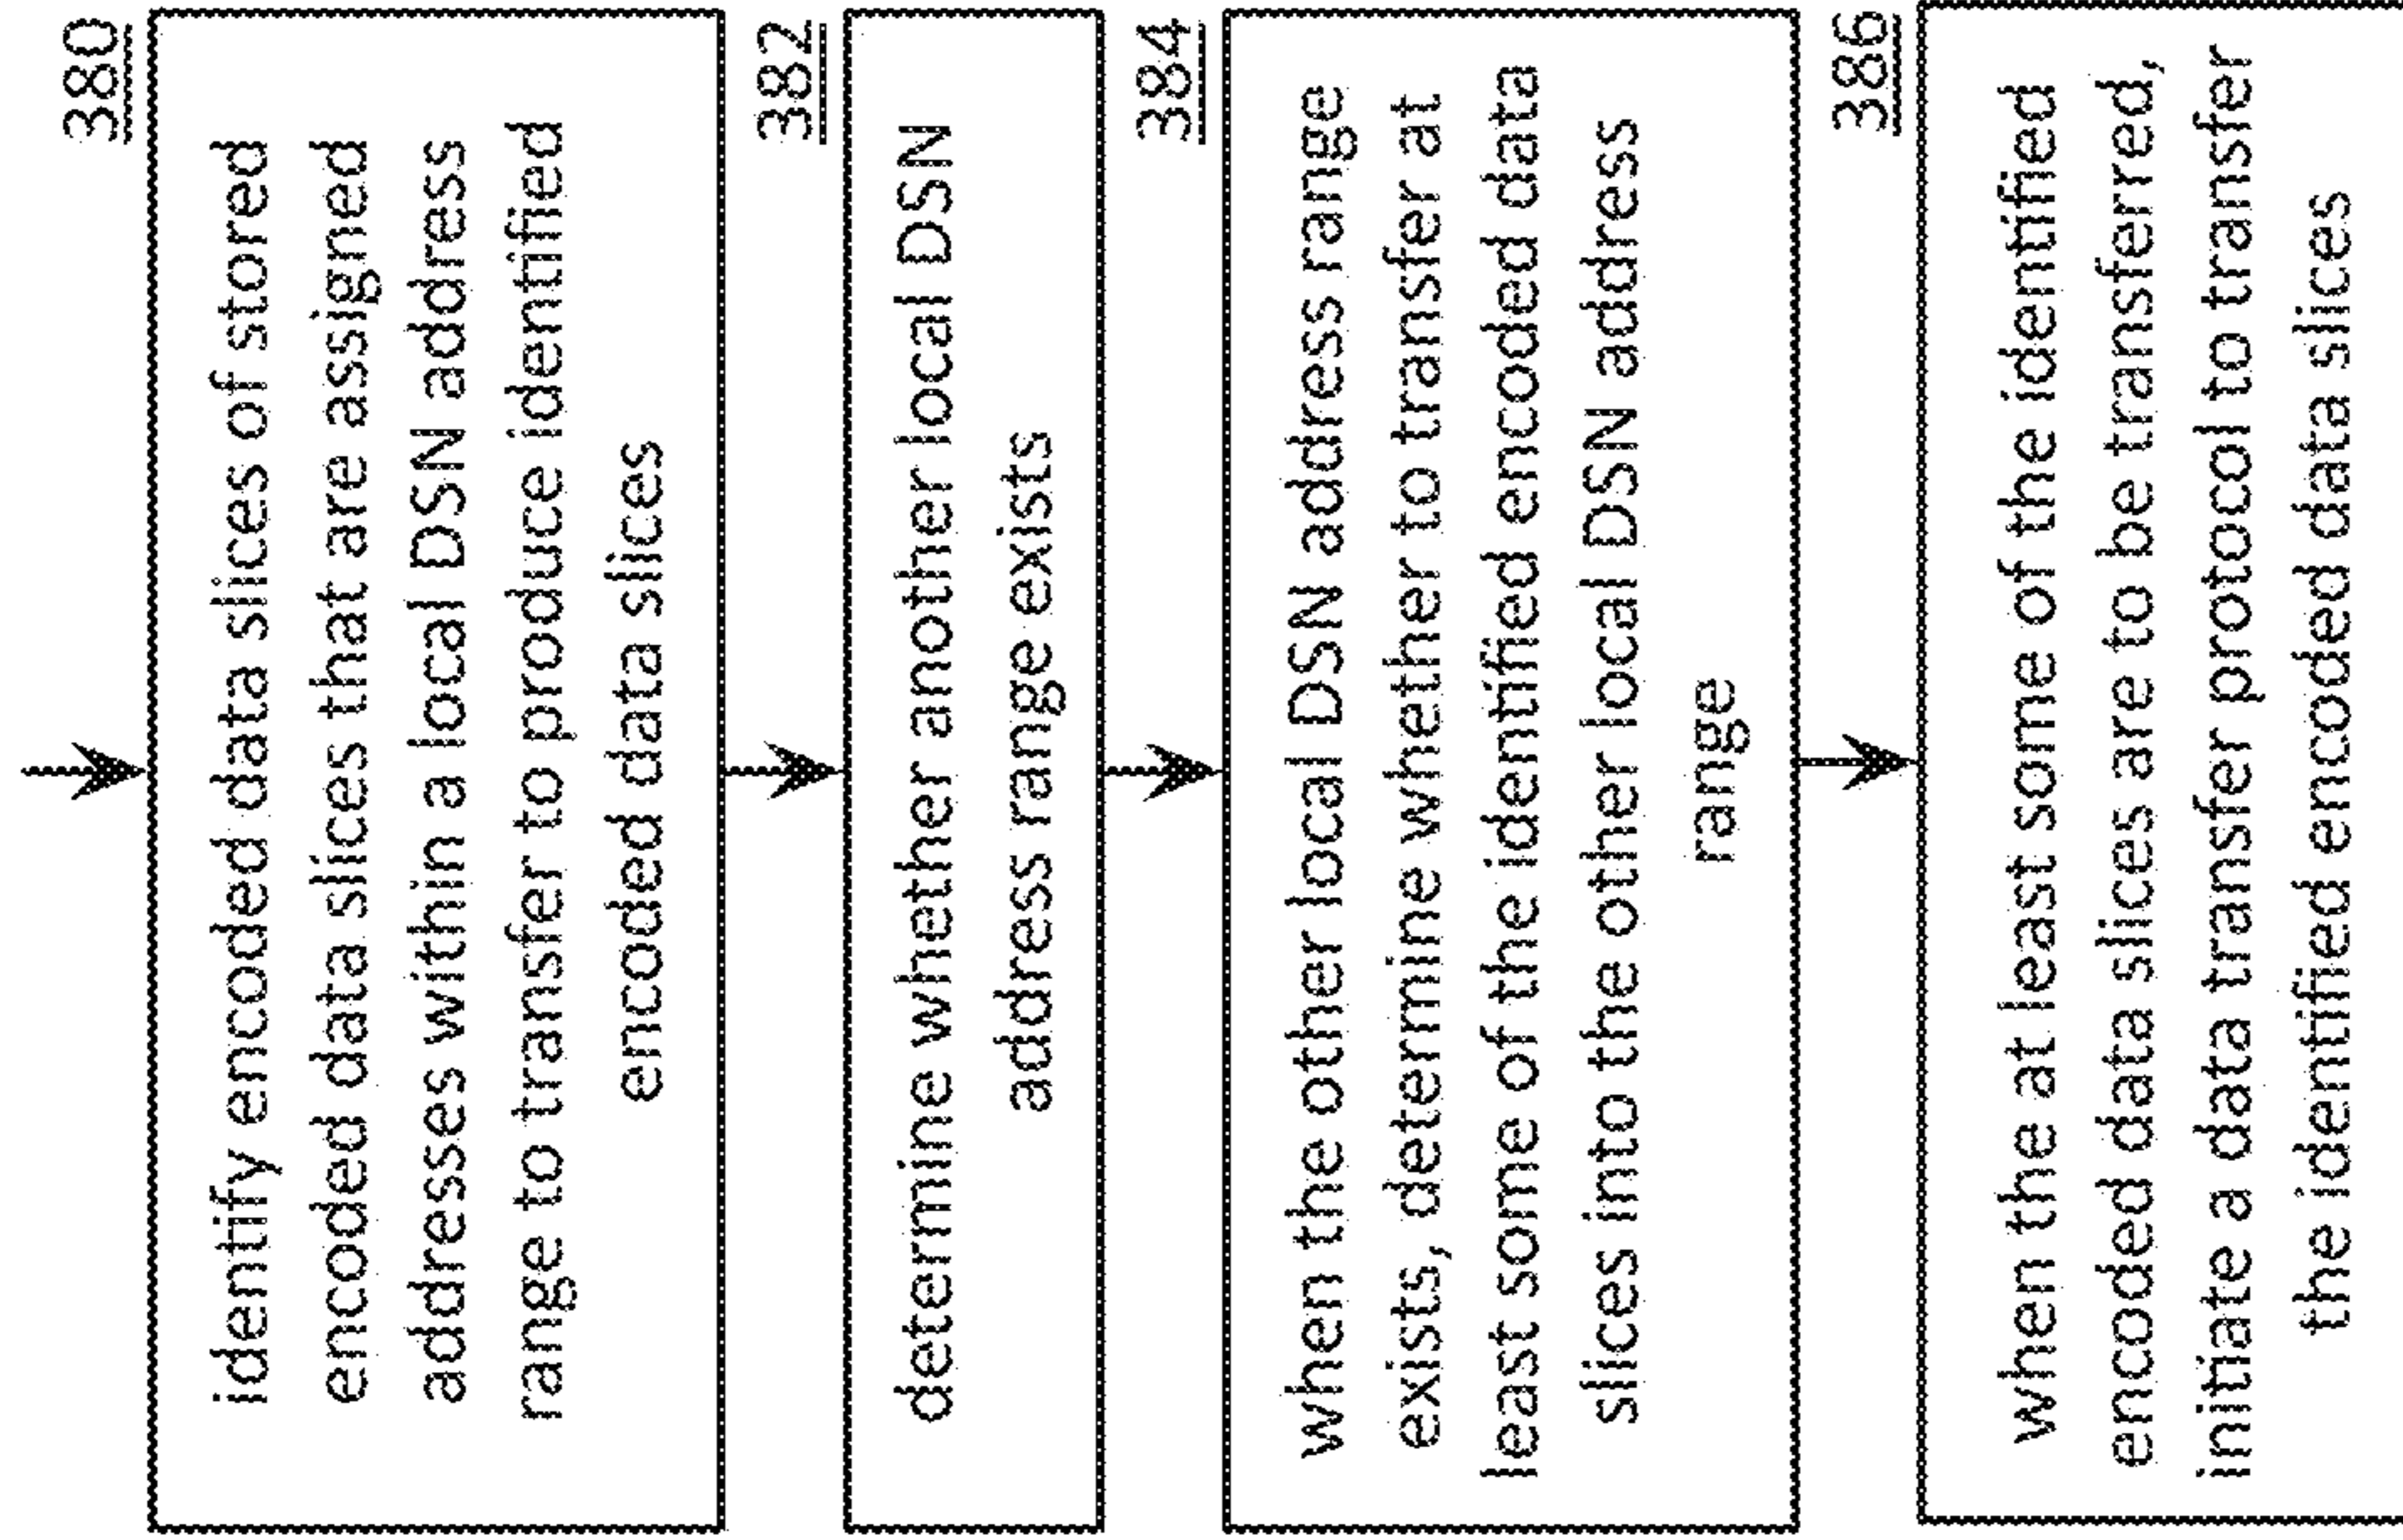 380
identify encoded data slices of stored
encoded data slices that are assigned
addresses within a local DSN address
range to transfer to produce identified
encoded data slices
382
determine whether another local DSN
address range exists
384
when the other local DSN address range
exists, determine whether to transfer at
least some of the identified encoded data
slices into the other local DSN address
range
386
when the at least some of the identified
encoded data slices are to be transferred,
initiate a data transfer protocol to transfer
the identified encoded data slices